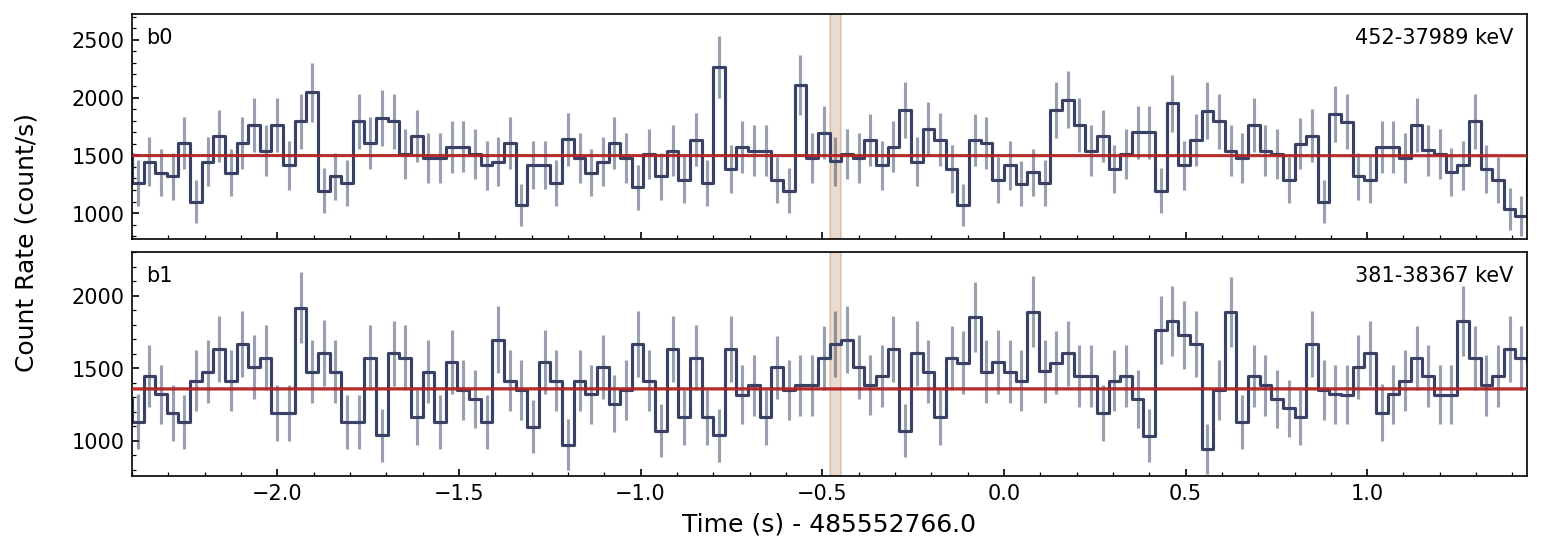 Count Rate (count/s)
b0
452-37989 keV
2500
2000
1500
1000
b1
381-38367 keV
2000
1500
1000
−2.0 −1.5 −1.0 −0.5 0.0 0.5 1.0
Time (s) - 485552766.0